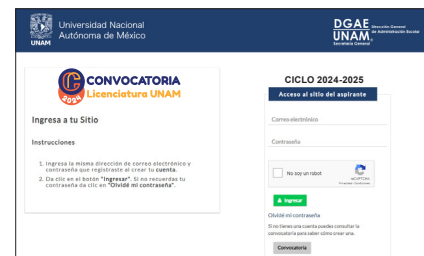 Universidad Nacional
Autónoma de México
UNAM
DGAE
UNAM
Dirección General
de Administración Escolar
Secretaría General
CONVOCATORIA
Licenciatura UNAM
2024
Ingresa a tu Sitio
Instrucciones
1. Ingresa la misma dirección de correo electrónico y
contraseña que registraste al crear tu cuenta.
2. Da clic en el botón "Ingresar". Si no recuerdas tu
contraseña da clic en "Olvidé mi contraseña".
CICLO 2024-2025
Acceso al sitio del aspirante
Correo electrónico
Contraseña
No soy un robot
reCAPTCHA
Privacidad - Condiciones
Ingresar
Olvidé mi contraseña
Si no tienes una cuenta puedes consultar la
convocatoria para saber cómo crear una.
Convocatoria